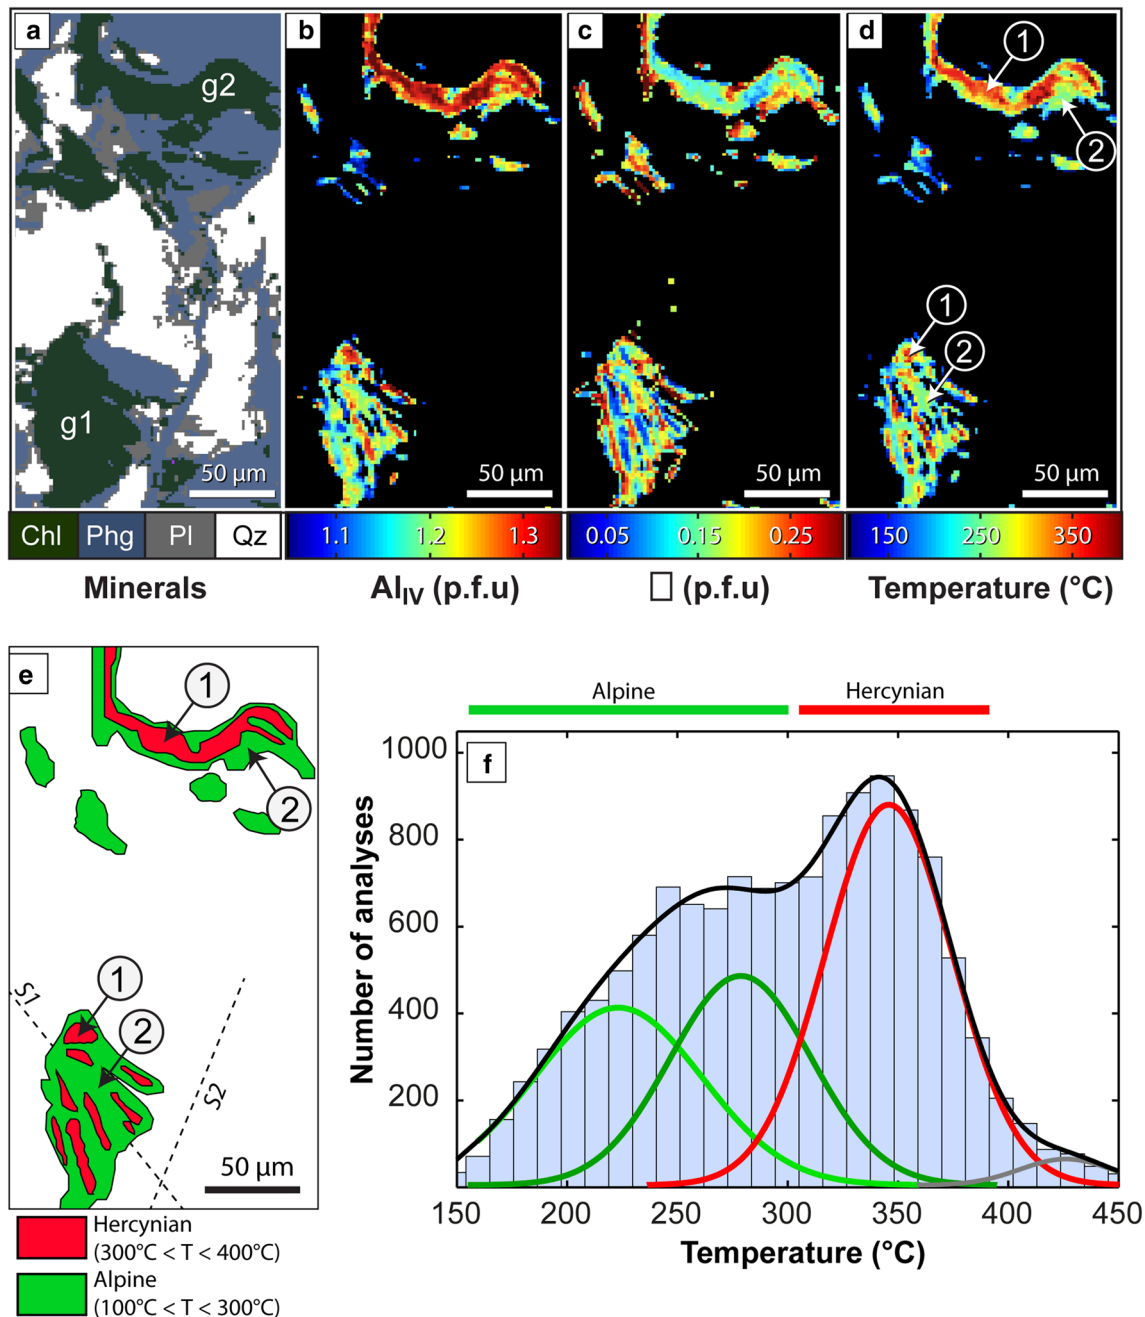 a b c d
g2
1
2
g1
1
2
50 µm 50 µm 50 µm 50 µm
Chl Phg Pl Qz 1.1 1.2 1.3 0.05 0.15 0.25 150 250 350
Minerals AlIV (p.f.u) □ (p.f.u) Temperature (°C)
e
1
2
S1
1
2
S2
50 µm
Hercynian
(300°C < T < 400°C)
Alpine
(100°C < T < 300°C)
Alpine Hercynian
f
Number of analyses
1000
800
600
400
200
150 200 250 300 350 400 450
Temperature (°C)